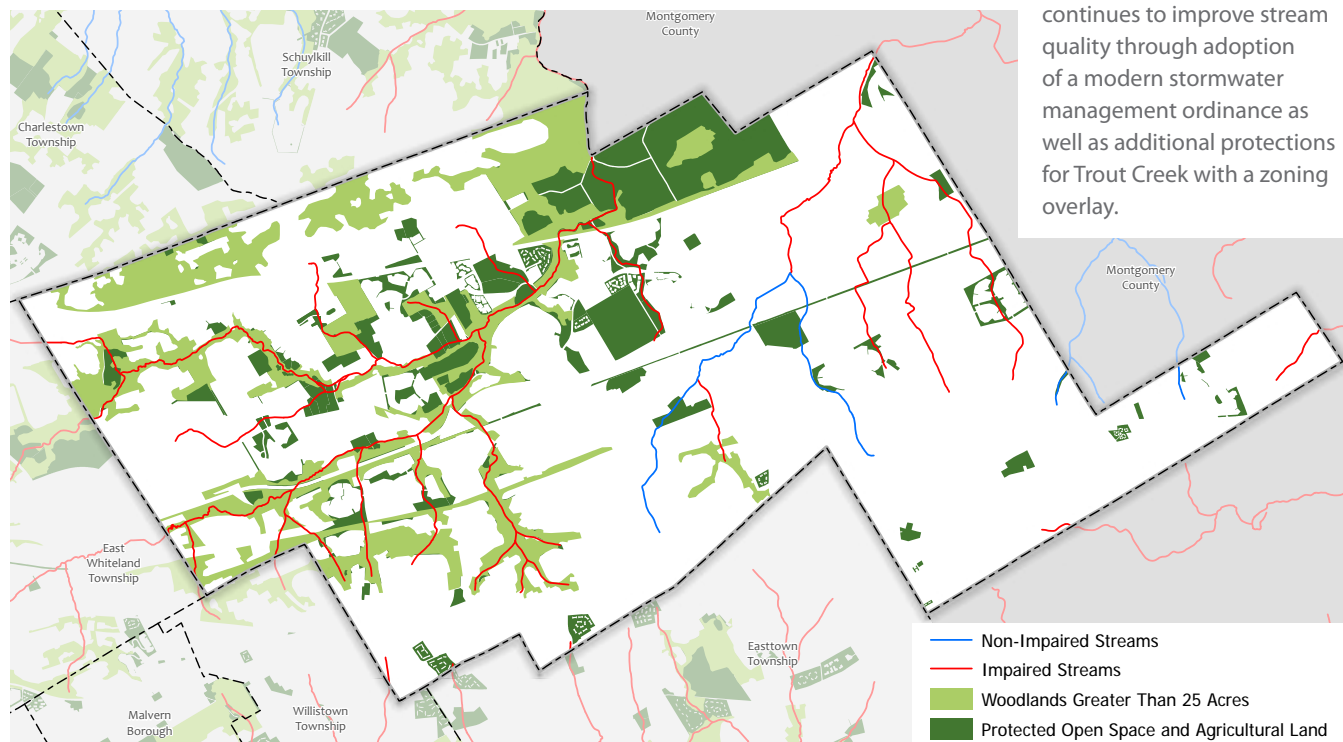 continues to improve stream
quality through adoption
of a modern stormwater
management ordinance as
well as additional protections
for Trout Creek with a zoning
overlay.
Montgomery
County
Schuylkill
Township
Charlestown
Township
Montgomery
County
East
Whiteland
Township
Easttown
Township
Willistown
Township
Malvern
Borough
Non-Impaired Streams
Impaired Streams
Woodlands Greater Than 25 Acres
Protected Open Space and Agricultural Land